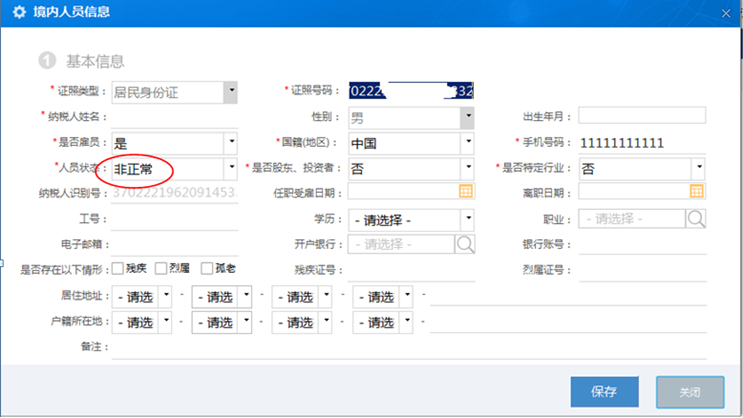 境内人员信息
1 基本信息
*证照类型： 居民身份证 *证照号码： 70222 32
*纳税人姓名： 性别： 男 出生年月：
*是否雇员： 是 *国籍(地区)： 中国 *手机号码： 11111111111
*人员状态： 非正常 *是否股东、投资者： 否 *是否特定行业： 否
纳税人识别号： 3702221962091453 任职受雇日期： 离职日期：
工号： 学历： - 请选择 - 职业： - 请选择 -
电子邮箱： 开户银行： - 请选择 - 银行账号：
是否存在以下情形： 残疾 烈属 孤老 残疾证号： 烈属证号：
居住地址： - 请选 - - 请选 - - 请选 - - 请选 -
户籍所在地： - 请选 - - 请选 - - 请选 - - 请选 -
备注：
保存 关闭